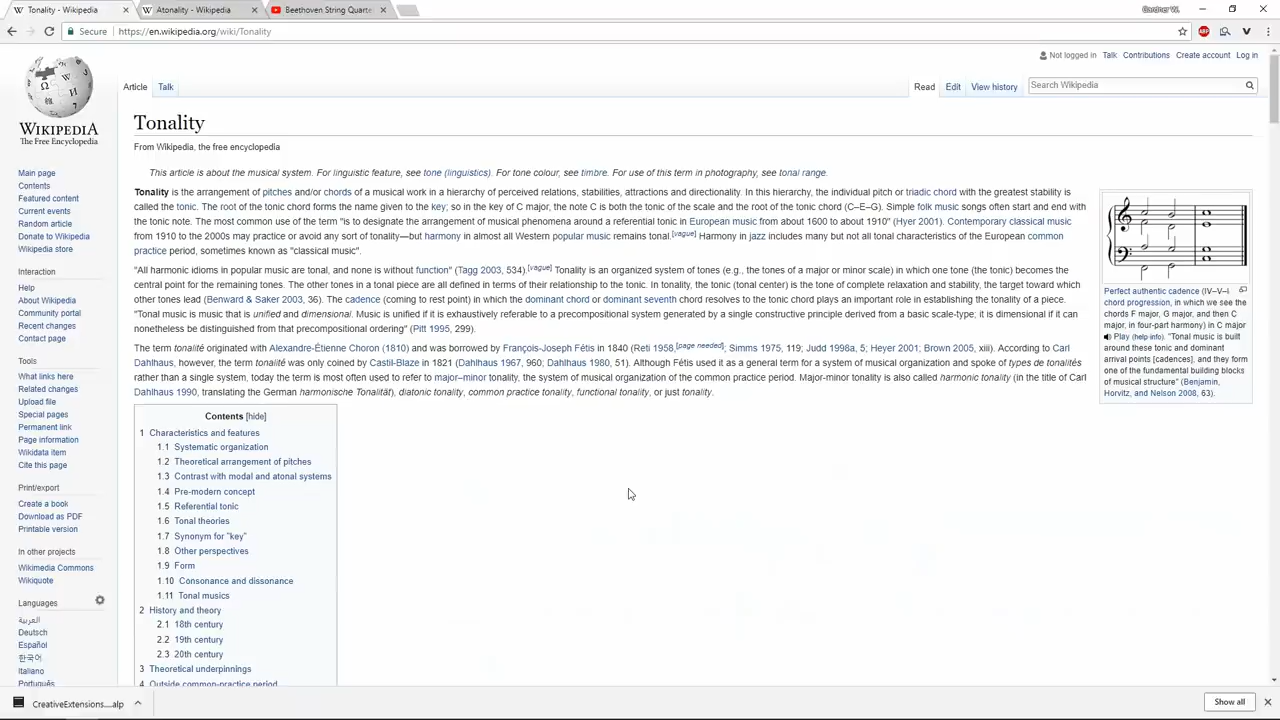 Tonality - Wikipedia
Atonality - Wikipedia
Beethoven String Quarte
Gardner W.
Secure
https://en.wikipedia.org/wiki/Tonality
Not logged in Talk Contributions Create account Log in
Article Talk
Read Edit View history
Search Wikipedia
WIKIPEDIA
The Free Encyclopedia
Main page
Contents
Featured content
Current events
Random article
Donate to Wikipedia
Wikipedia store
Interaction
Help
About Wikipedia
Community portal
Recent changes
Contact page
Tools
What links here
Related changes
Upload file
Special pages
Permanent link
Page information
Wikidata item
Cite this page
Print/export
Create a book
Download as PDF
Printable version
In other projects
Wikimedia Commons
Wikiquote
Languages
العربية
Deutsch
Español
한국어
Italiano
Português
Tonality
From Wikipedia, the free encyclopedia
This article is about the musical system. For linguistic feature, see tone (linguistics). For tone colour, see timbre. For use of this term in photography, see tonal range.
Tonality is the arrangement of pitches and/or chords of a musical work in a hierarchy of perceived relations, stabilities, attractions and directionality. In this hierarchy, the individual pitch or triadic chord with the greatest stability is
called the tonic. The root of the tonic chord forms the name given to the key; so in the key of C major, the note C is both the tonic of the scale and the root of the tonic chord (C–E–G). Simple folk music songs often start and end with
the tonic note. The most common use of the term "is to designate the arrangement of musical phenomena around a referential tonic in European music from about 1600 to about 1910" (Hyer 2001). Contemporary classical music
from 1910 to the 2000s may practice or avoid any sort of tonality—but harmony in almost all Western popular music remains tonal.[vague] Harmony in jazz includes many but not all tonal characteristics of the European common
practice period, sometimes known as "classical music".
"All harmonic idioms in popular music are tonal, and none is without function" (Tagg 2003, 534).[vague] Tonality is an organized system of tones (e.g., the tones of a major or minor scale) in which one tone (the tonic) becomes the
central point for the remaining tones. The other tones in a tonal piece are all defined in terms of their relationship to the tonic. In tonality, the tonic (tonal center) is the tone of complete relaxation and stability, the target toward which
other tones lead (Benward & Saker 2003, 36). The cadence (coming to rest point) in which the dominant chord or dominant seventh chord resolves to the tonic chord plays an important role in establishing the tonality of a piece.
"Tonal music is music that is unified and dimensional. Music is unified if it is exhaustively referable to a precompositional system generated by a single constructive principle derived from a basic scale-type; it is dimensional if it can
nonetheless be distinguished from that precompositional ordering" (Pitt 1995, 299).
The term tonalité originated with Alexandre-Étienne Choron (1810) and was borrowed by François-Joseph Fétis in 1840 (Reti 1958,[page needed]; Simms 1975, 119; Judd 1998a, 5; Heyer 2001; Brown 2005, xiii). According to Carl
Dahlhaus, however, the term tonalité was only coined by Castil-Blaze in 1821 (Dahlhaus 1967, 960; Dahlhaus 1980, 51). Although Fétis used it as a general term for a system of musical organization and spoke of types de tonalités
rather than a single system, today the term is most often used to refer to major–minor tonality, the system of musical organization of the common practice period. Major-minor tonality is also called harmonic tonality (in the title of Carl
Dahlhaus 1990, translating the German harmonische Tonalität), diatonic tonality, common practice tonality, functional tonality, or just tonality.
Perfect authentic cadence (IV–V–I
chord progression, in which we see the
chords F major, G major, and then C
major, in four-part harmony) in C major
Play (help·info). "Tonal music is built
around these tonic and dominant
arrival points [cadences], and they form
one of the fundamental building blocks
of musical structure" (Benjamin,
Horvitz, and Nelson 2008, 63).
Contents [hide]
1 Characteristics and features
1.1 Systematic organization
1.2 Theoretical arrangement of pitches
1.3 Contrast with modal and atonal systems
1.4 Pre-modern concept
1.5 Referential tonic
1.6 Tonal theories
1.7 Synonym for "key"
1.8 Other perspectives
1.9 Form
1.10 Consonance and dissonance
1.11 Tonal musics
2 History and theory
2.1 18th century
2.2 19th century
2.3 20th century
3 Theoretical underpinnings
4 Outside common-practice period
CreativeExtensions....alp
Show all